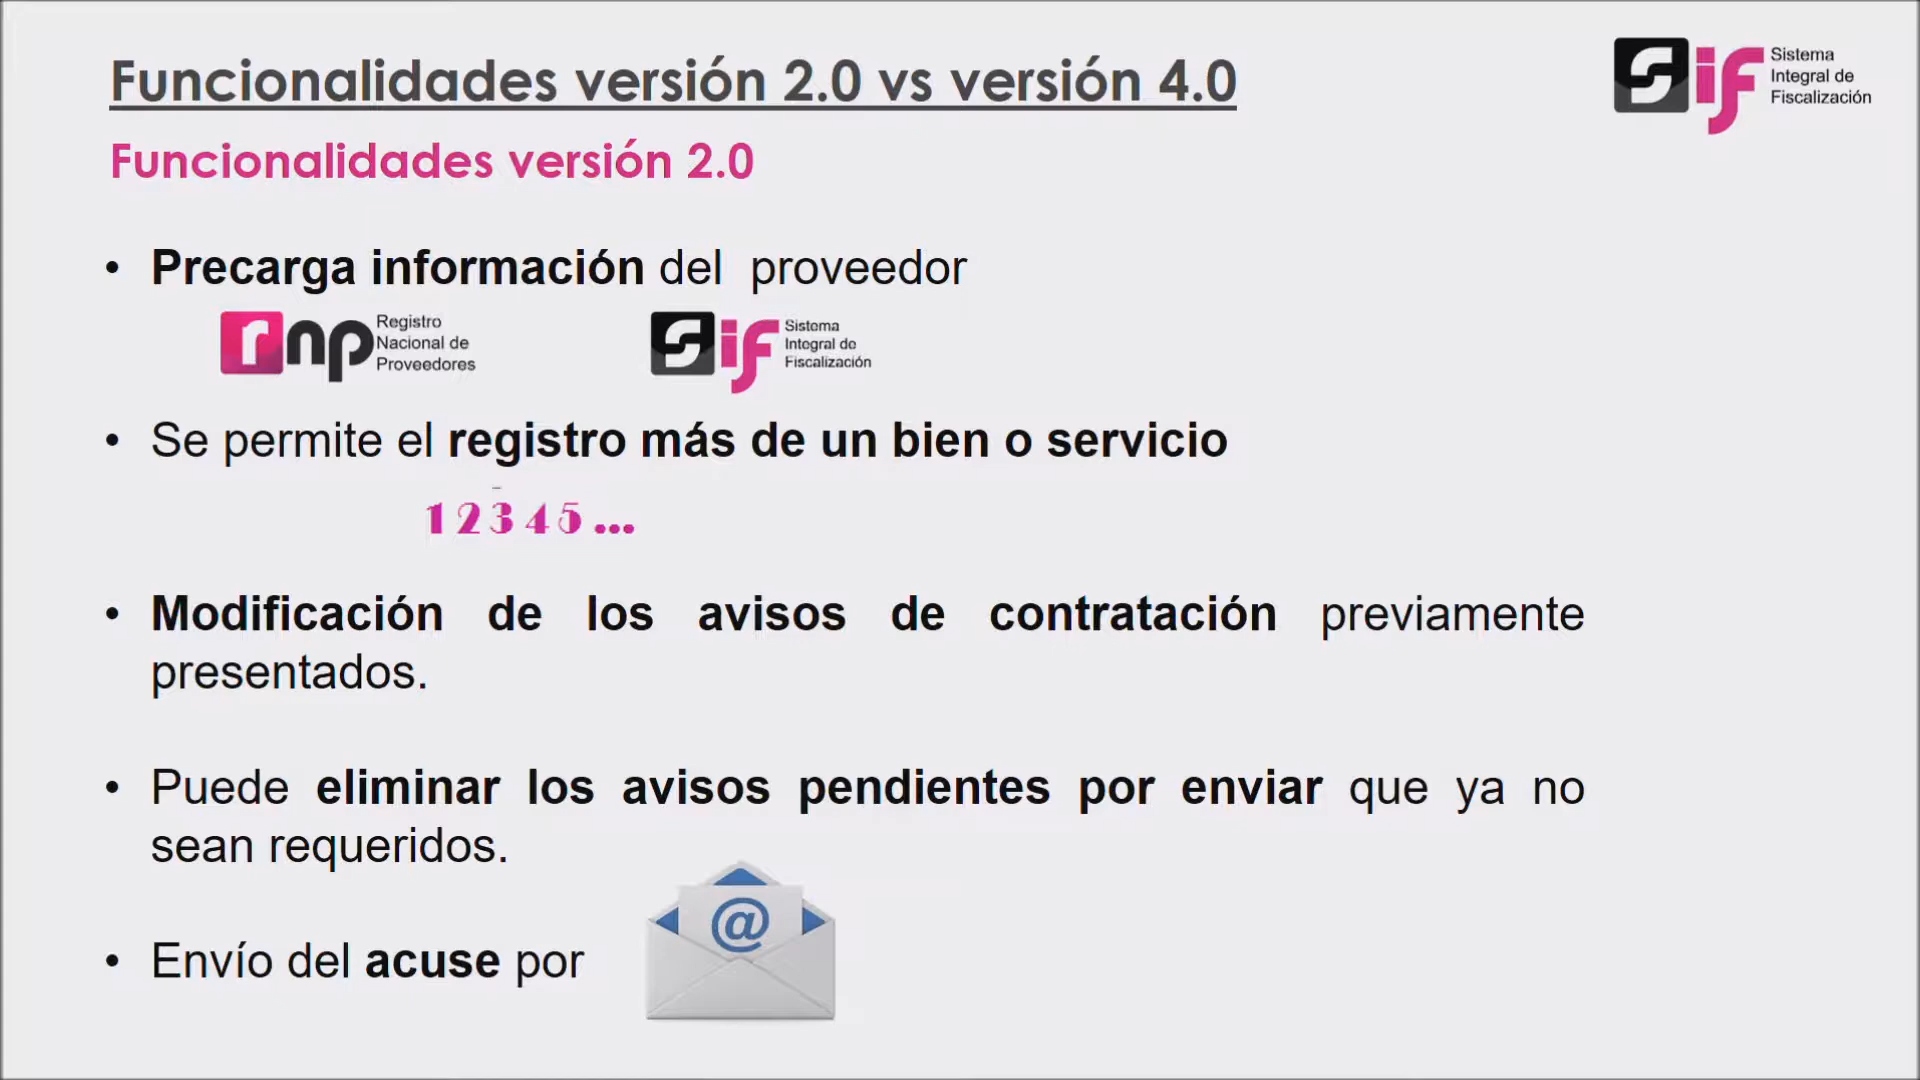 Funcionalidades versión 2.0 vs versión 4.0
sif Sistema
Integral de
Fiscalización
Funcionalidades versión 2.0
• Precarga información del proveedor
rnp Registro
Nacional de
Proveedores
sif Sistema
Integral de
Fiscalización
• Se permite el registro más de un bien o servicio
1 2 3 4 5 ...
• Modificación de los avisos de contratación previamente
presentados.
• Puede eliminar los avisos pendientes por enviar que ya no
sean requeridos.
• Envío del acuse por
@